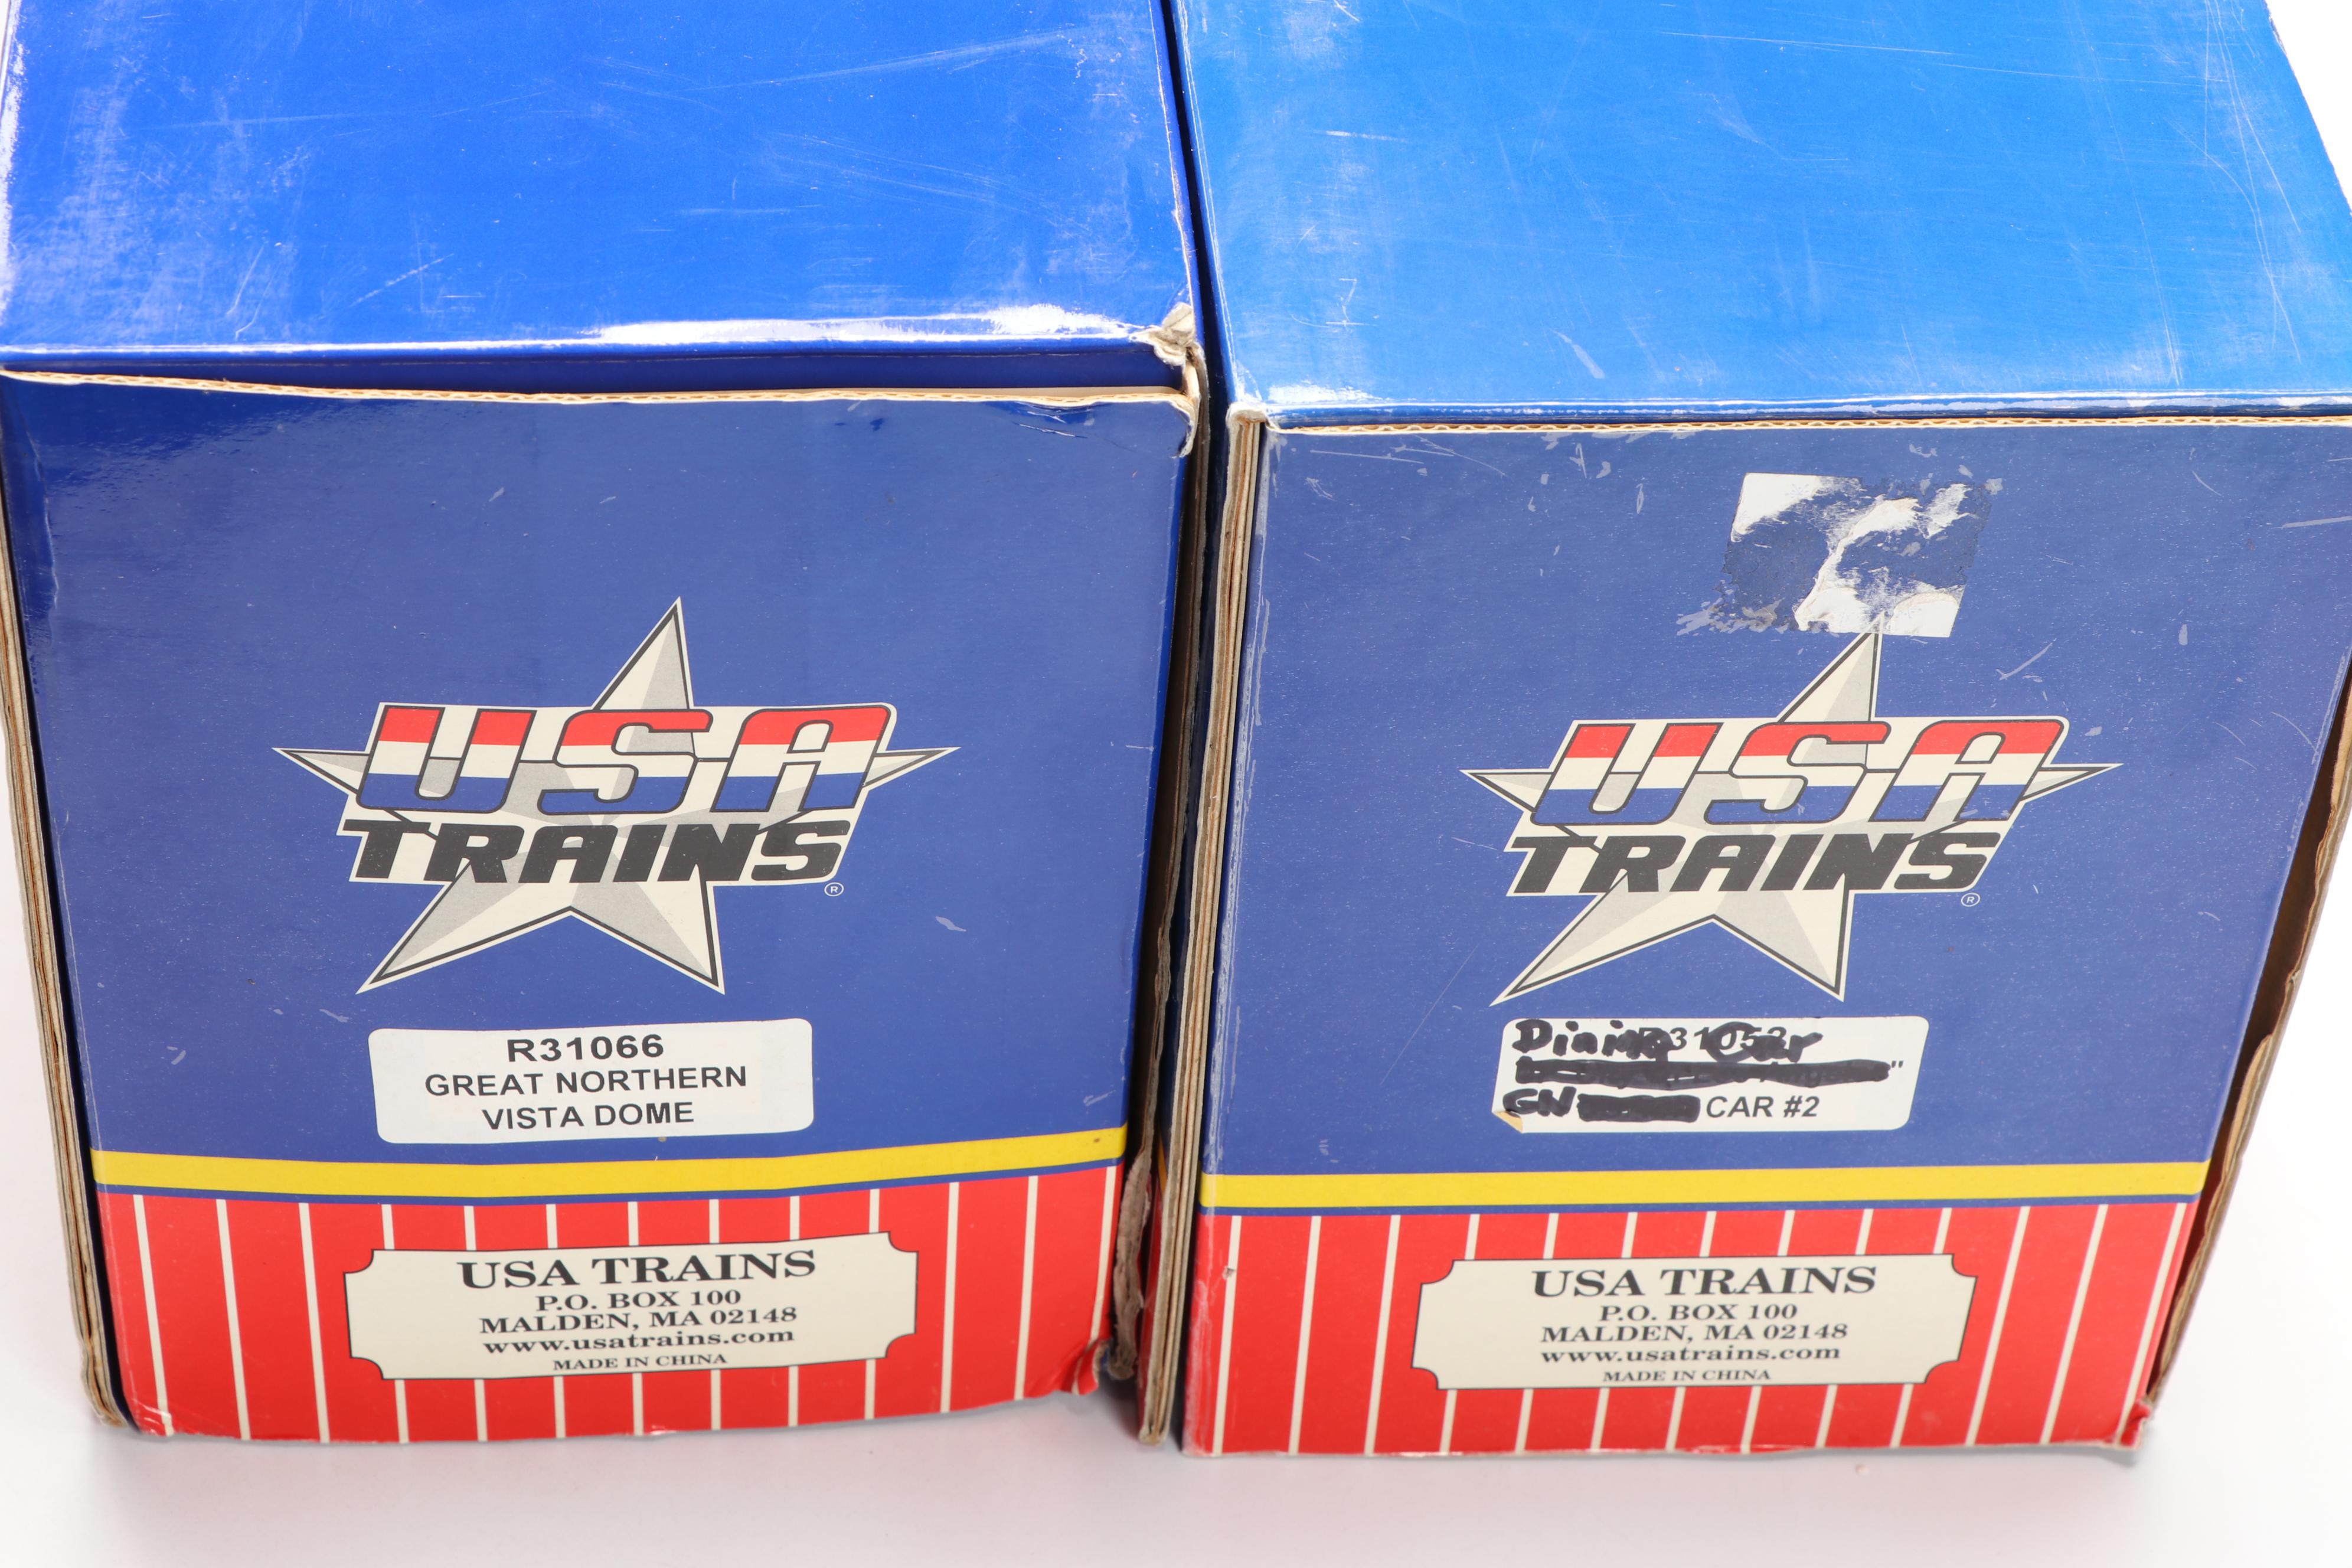 USA
TRAINS
®
R31066
GREAT NORTHERN
VISTA DOME
USA TRAINS
P.O. BOX 100
MALDEN, MA 02148
www.usatrains.com
MADE IN CHINA
USA
TRAINS
®
Dining Car
GN CAR #2
USA TRAINS
P.O. BOX 100
MALDEN, MA 02148
www.usatrains.com
MADE IN CHINA